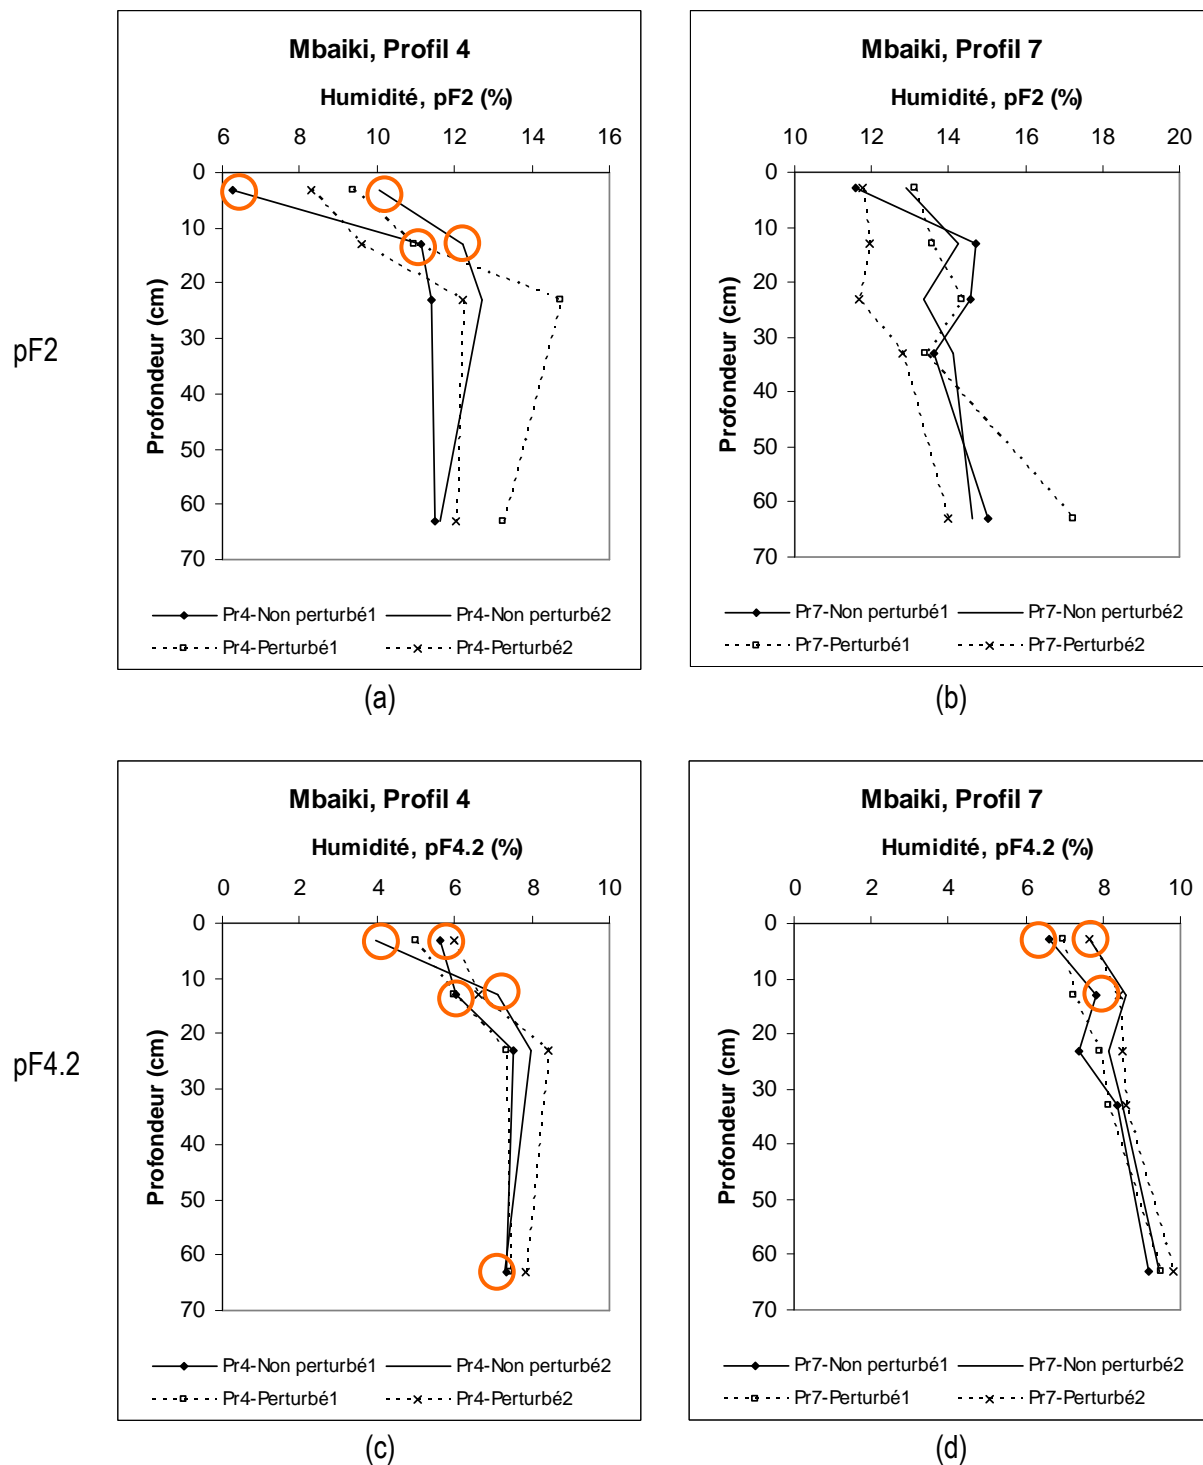 Mbaiki, Profil 4
Humidité, pF2 (%)
6 8 10 12 14 16
0
10
20
30
40
50
60
70
Profondeur (cm)
Pr4-Non perturbé1 Pr4-Non perturbé2
Pr4-Perturbé1 Pr4-Perturbé2
(a)
Mbaiki, Profil 7
Humidité, pF2 (%)
10 12 14 16 18 20
0
10
20
30
40
50
60
70
Profondeur (cm)
Pr7-Non perturbé1 Pr7-Non perturbé2
Pr7-Perturbé1 Pr7-Perturbé2
(b)
pF2
Mbaiki, Profil 4
Humidité, pF4.2 (%)
0 2 4 6 8 10
0
10
20
30
40
50
60
70
Profondeur (cm)
Pr4-Non perturbé1 Pr4-Non perturbé2
Pr4-Perturbé1 Pr4-Perturbé2
(c)
Mbaiki, Profil 7
Humidité, pF4.2 (%)
0 2 4 6 8 10
0
10
20
30
40
50
60
70
Profondeur (cm)
Pr7-Non perturbé1 Pr7-Non perturbé2
Pr7-Perturbé1 Pr7-Perturbé2
(d)
pF4.2